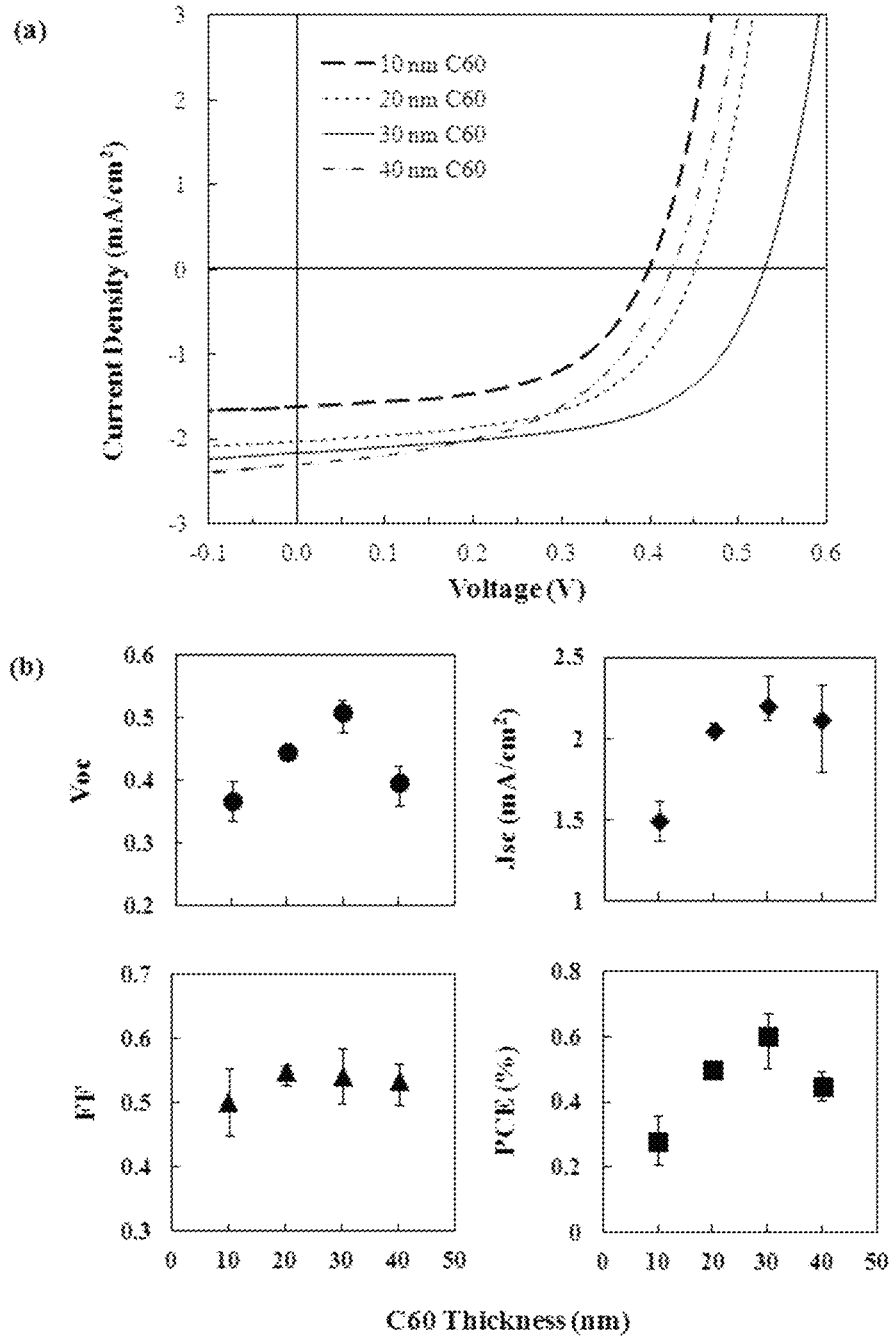 (a)
3
2
1
0
-1
-2
-3
Current Density (mA/cm²)
10 nm C60
20 nm C60
30 nm C60
40 nm C60
-0.1 0.0 0.1 0.2 0.3 0.4 0.5 0.6
Voltage (V)
(b)
0.6
0.5
0.4
0.3
0.2
Voc
2.5
2
1.5
1
Jsc (mA/cm²)
0.7
0.6
0.5
0.4
0.3
FF
0 10 20 30 40 50
0.8
0.6
0.4
0.2
0
PCE (%)
0 10 20 30 40 50
C60 Thickness (nm)